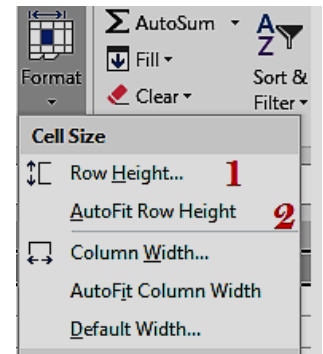 AutoSum
Fill
Clear
Format
A
Z
Sort &
Filter
Cell Size
Row Height... 1
AutoFit Row Height 2
Column Width...
AutoFit Column Width
Default Width...